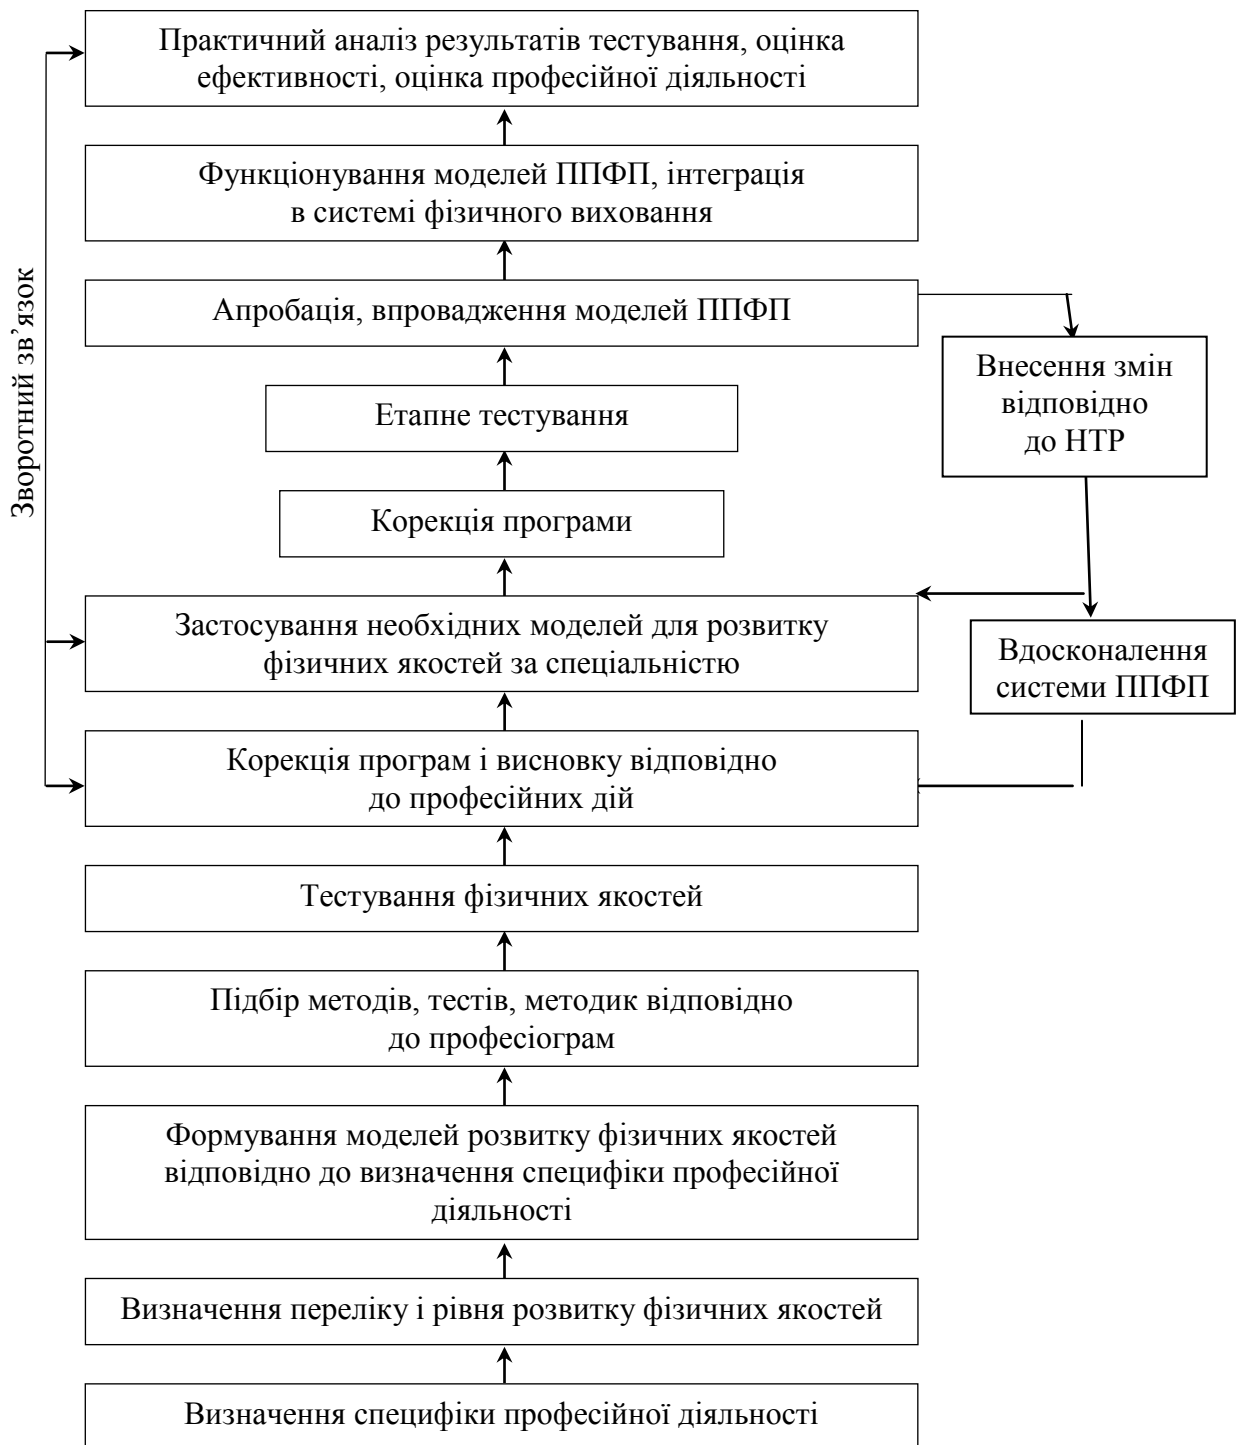 Практичний аналіз результатів тестування, оцінка
ефективності, оцінка професійної діяльності
Функціонування моделей ППФП, інтеграція
в системі фізичного виховання
Зворотний зв’язок
Апробація, впровадження моделей ППФП
Внесення змін
відповідно
до НТР
Етапне тестування
Корекція програми
Застосування необхідних моделей для розвитку
фізичних якостей за спеціальністю
Вдосконалення
системи ППФП
Корекція програм і висновку відповідно
до професійних дій
Тестування фізичних якостей
Підбір методів, тестів, методик відповідно
до професіограм
Формування моделей розвитку фізичних якостей
відповідно до визначення специфіки професійної
діяльності
Визначення переліку і рівня розвитку фізичних якостей
Визначення специфіки професійної діяльності